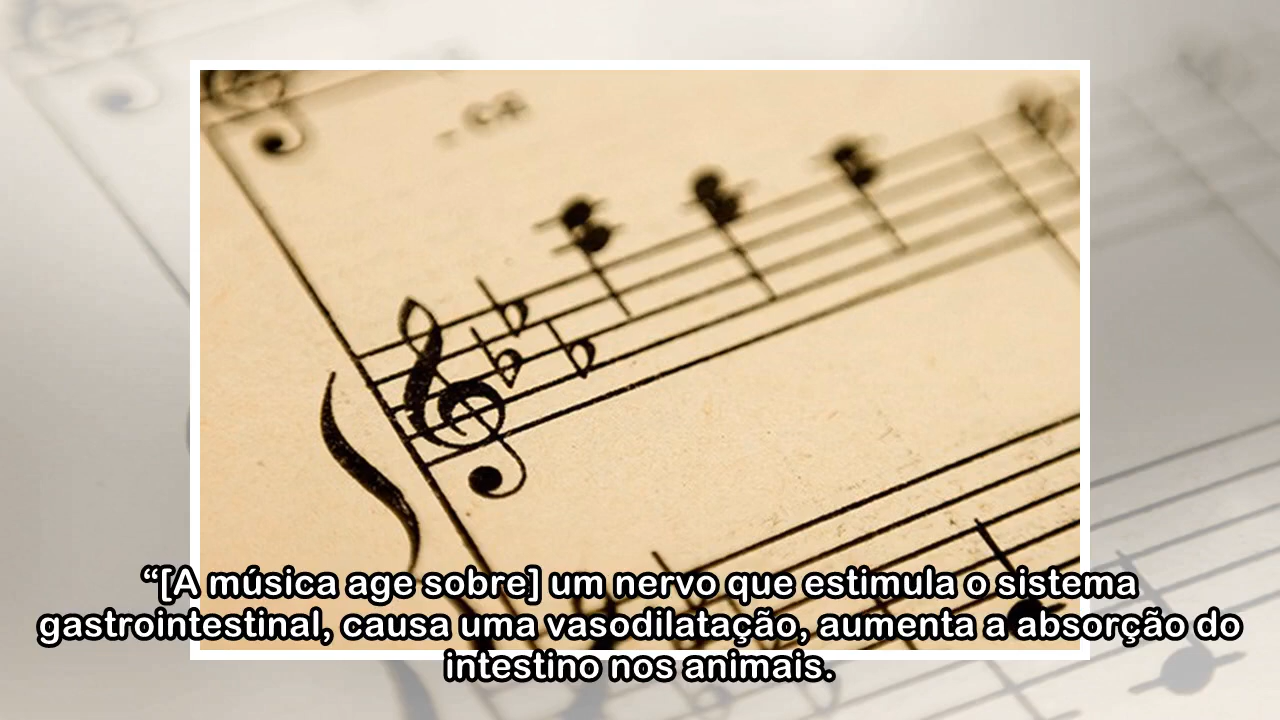 “[A música age sobre] um nervo que estimula o sistema
gastrointestinal, causa uma vasodilatação, aumenta a absorção do
intestino nos animais.